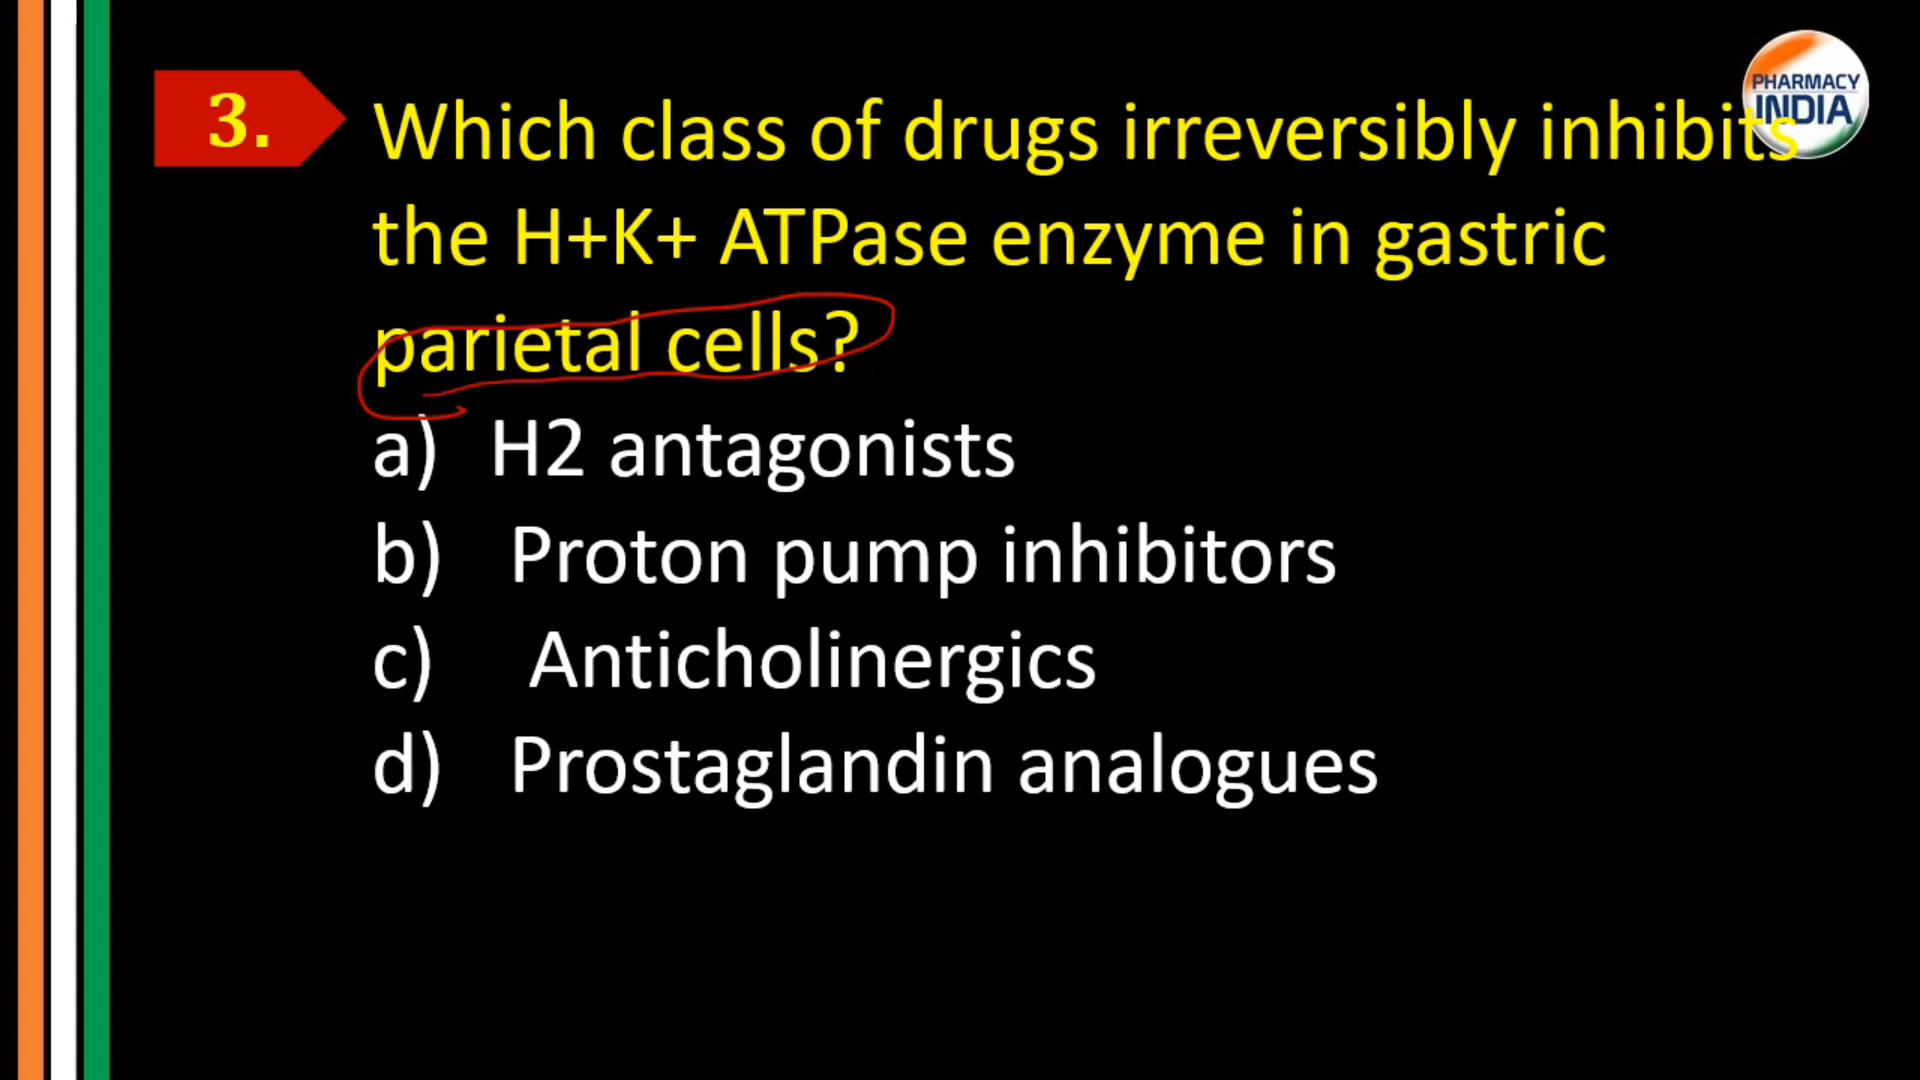 PHARMACY
INDIA
3.
Which class of drugs irreversibly inhibits
the H+K+ ATPase enzyme in gastric
parietal cells?
a) H2 antagonists
b) Proton pump inhibitors
c) Anticholinergics
d) Prostaglandin analogues